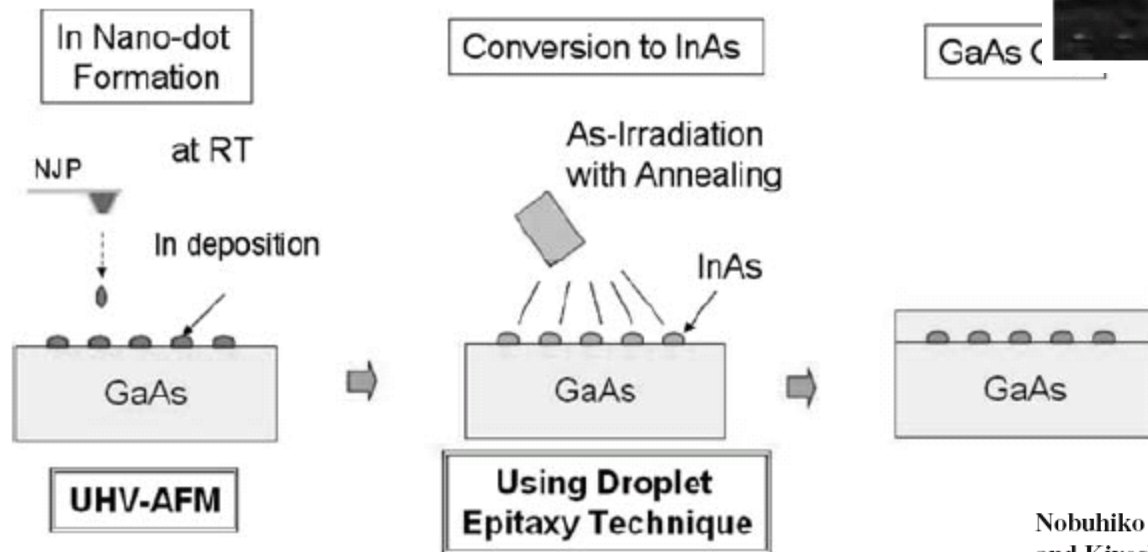 In Nano-dot
Formation
at RT
NJP
In deposition
GaAs
UHV-AFM
Conversion to InAs
As-Irradiation
with Annealing
InAs
GaAs
Using Droplet
Epitaxy Technique
GaAs
GaAs
Nobuhiko